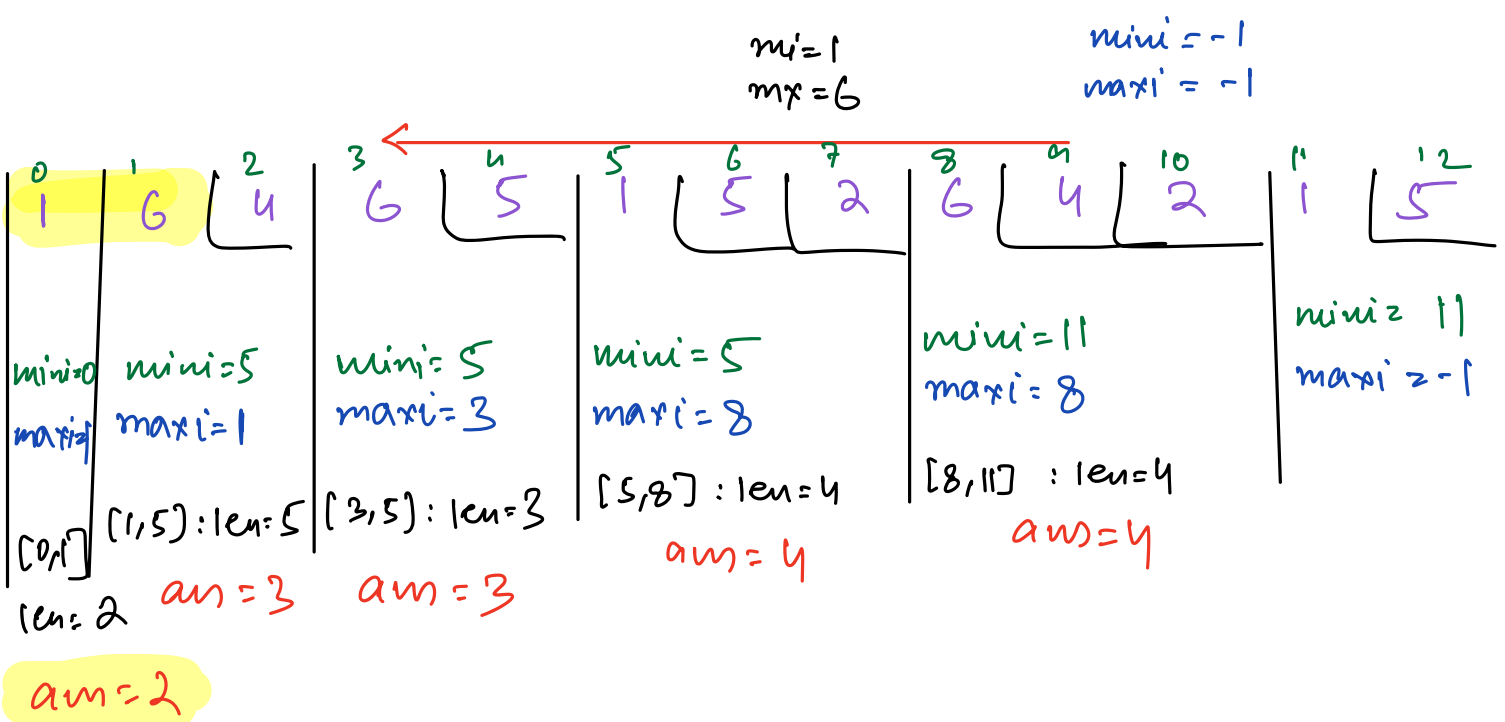 mi=1
mx=6
mini=-1
maxi=-1
0 1 2 3 4 5 6 7 8 9 10 11 12
1 6 4 6 5 1 5 2 6 4 2 1 5
mini=0
maxi=1
[0,1]
len=2
ans=2
mini=5
maxi=1
[1,5]:len=5
ans=3
mini=5
maxi=3
[3,5]:len=3
ans=3
mini=5
maxi=8
[5,8]:len=4
ans=4
mini=11
maxi=8
[8,11]:len=4
ans=4
mini=11
maxi=-1